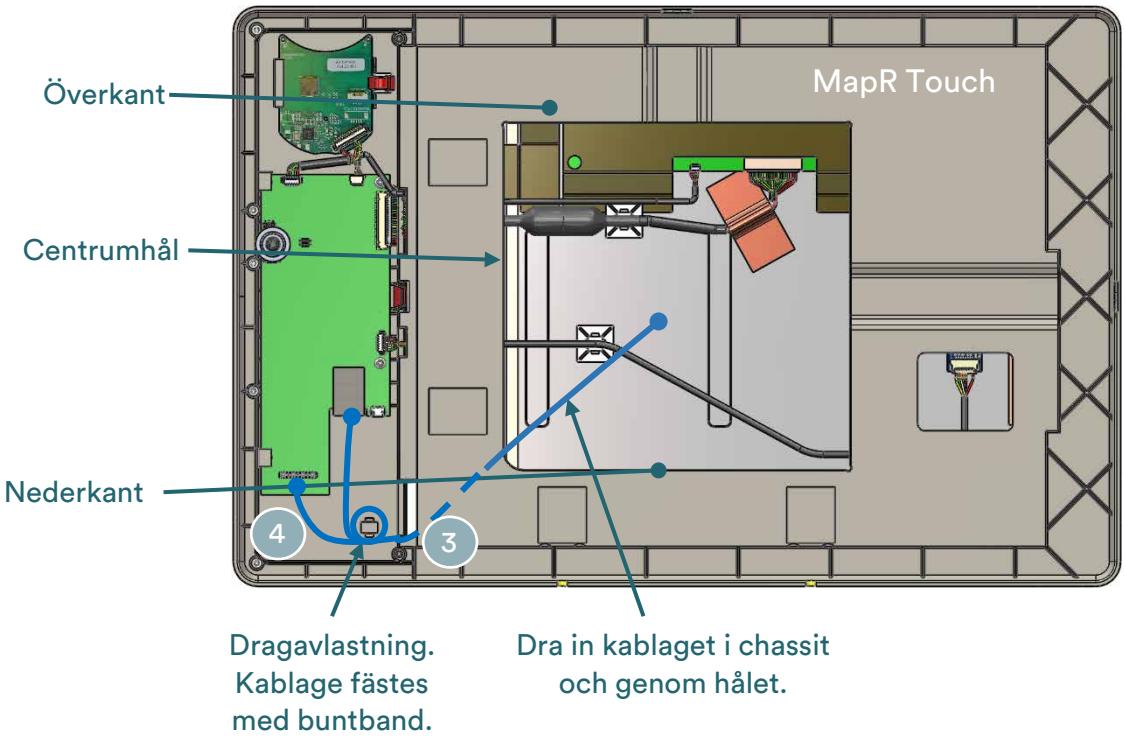 MapR Touch
Överkant
Centrumhål
Nederkant
4
3
Dragavlastning.
Kablage fästes
med buntband.
Dra in kablaget i chassit
och genom hålet.